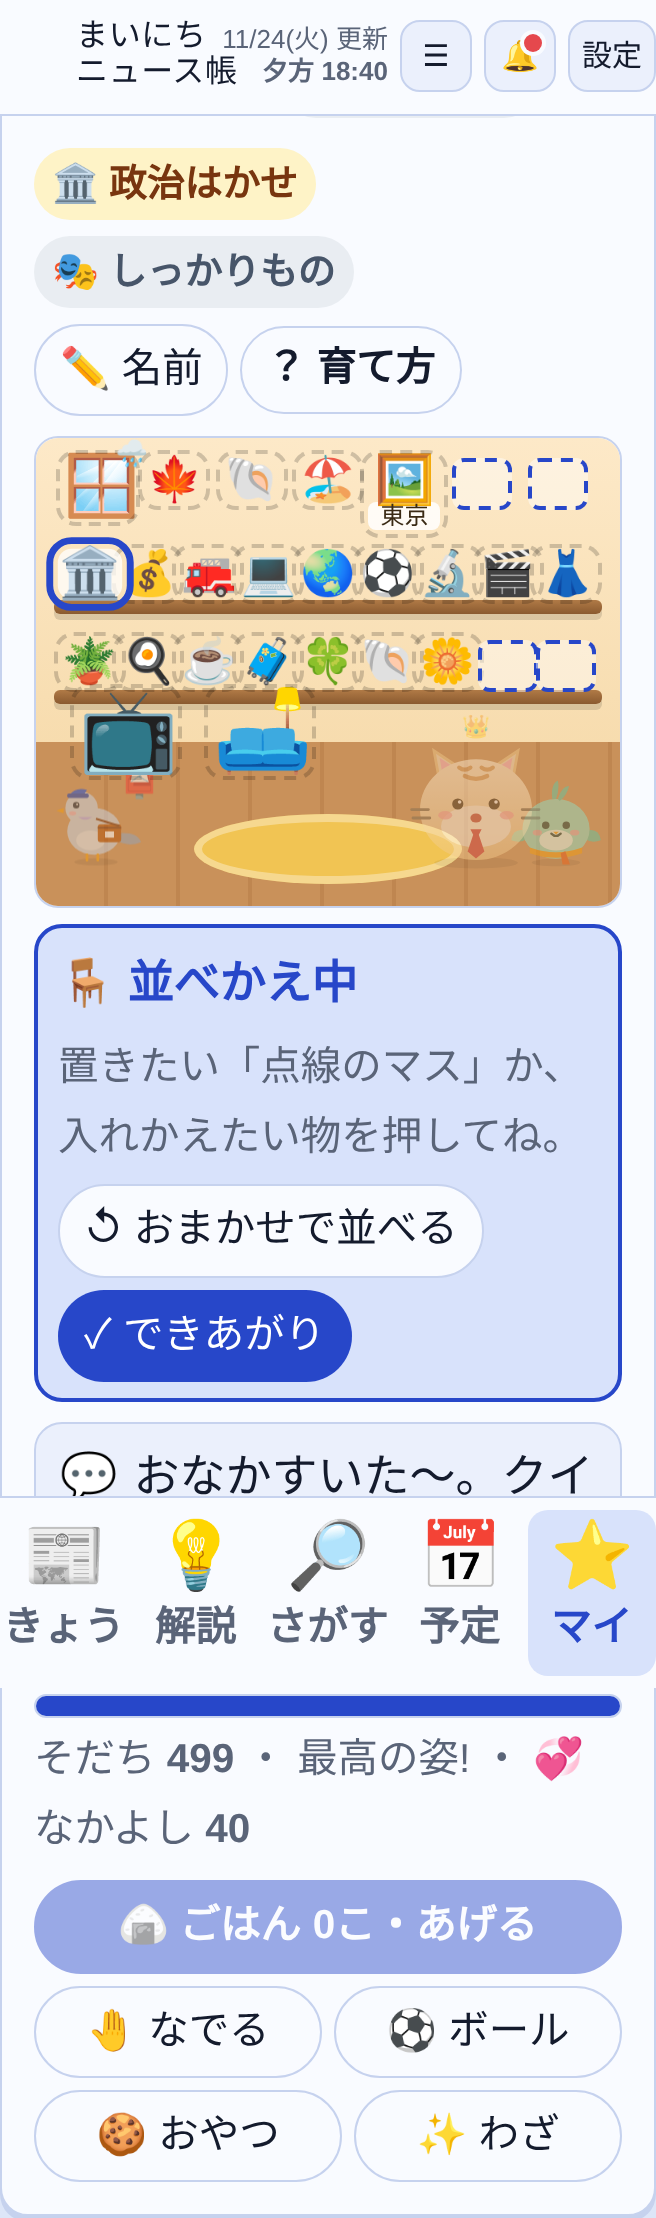 まいにち
ニュース帳
11/24(火) 更新
夕方 18:40
☰
設定
政治はかせ
しっかりもの
名前
？ 育て方
東京
並べかえ中
置きたい「点線のマス」か、
入れかえたい物を押してね。
↺ おまかせで並べる
✓ できあがり
おなかすいた〜。クイ
きょう
解説
さがす
July
17
予定
マイ
そだち 499 ・ 最高の姿! ・
なかよし 40
ごはん 0こ・あげる
なでる
ボール
おやつ
わざ